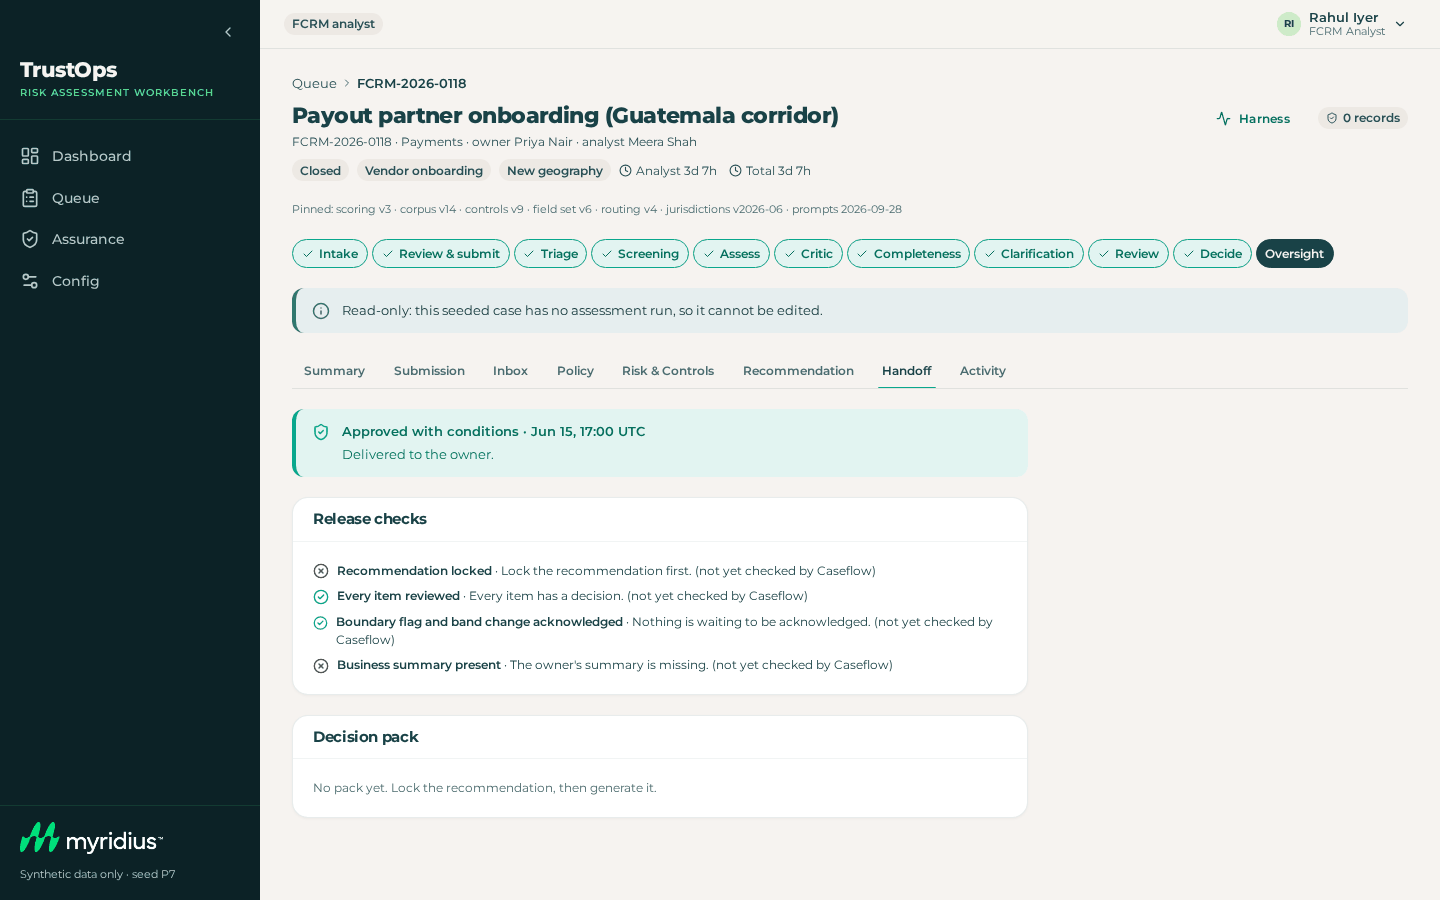 FCRM analyst
RI
Rahul Iyer
FCRM Analyst
TrustOps
RISK ASSESSMENT WORKBENCH
Dashboard
Queue
Assurance
Config
myridius™
Synthetic data only · seed P7
Queue
FCRM-2026-0118
Payout partner onboarding (Guatemala corridor)
Harness
0 records
FCRM-2026-0118 · Payments · owner Priya Nair · analyst Meera Shah
Closed
Vendor onboarding
New geography
Analyst 3d 7h
Total 3d 7h
Pinned: scoring v3 · corpus v14 · controls v9 · field set v6 · routing v4 · jurisdictions v2026-06 · prompts 2026-09-28
Intake
Review & submit
Triage
Screening
Assess
Critic
Completeness
Clarification
Review
Decide
Oversight
Read-only: this seeded case has no assessment run, so it cannot be edited.
Summary
Submission
Inbox
Policy
Risk & Controls
Recommendation
Handoff
Activity
Approved with conditions · Jun 15, 17:00 UTC
Delivered to the owner.
Release checks
Recommendation locked · Lock the recommendation first. (not yet checked by Caseflow)
Every item reviewed · Every item has a decision. (not yet checked by Caseflow)
Boundary flag and band change acknowledged · Nothing is waiting to be acknowledged. (not yet checked by
Caseflow)
Business summary present · The owner's summary is missing. (not yet checked by Caseflow)
Decision pack
No pack yet. Lock the recommendation, then generate it.